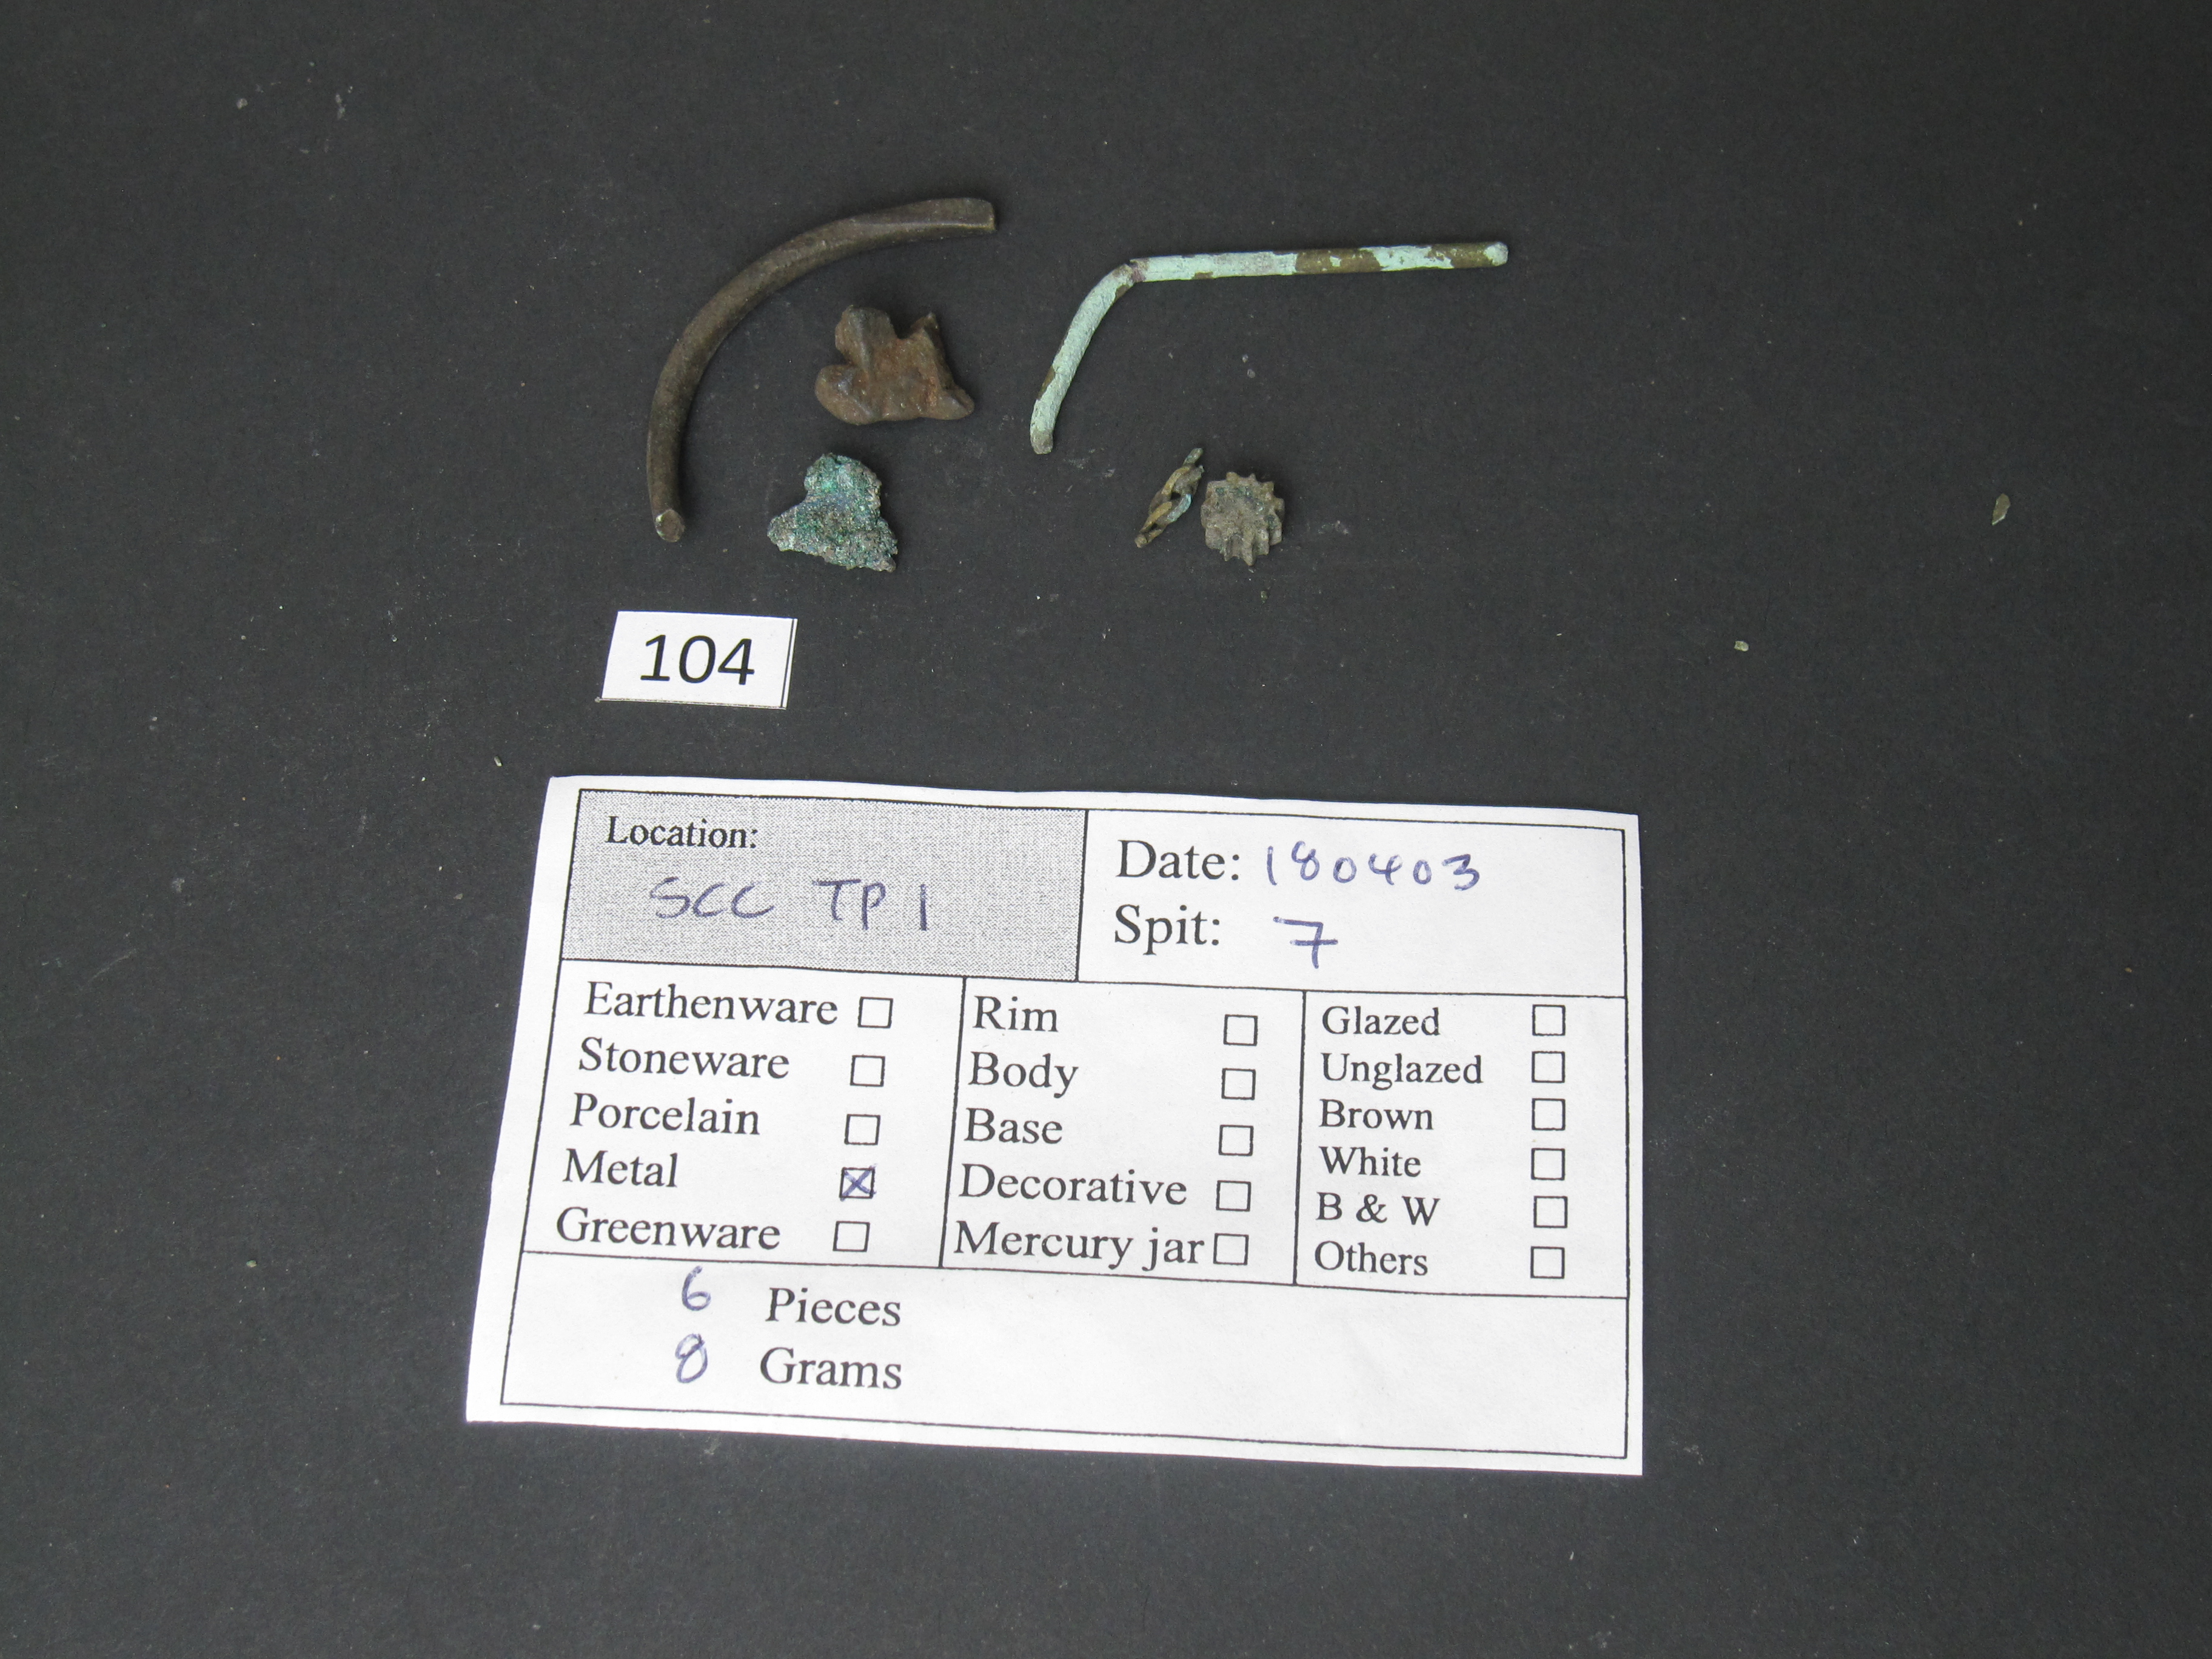 104
Location:
SCC TP 1
Date: 180403
Spit: 7
Earthenware ☐
Stoneware ☐
Porcelain ☐
Metal ☒
Greenware ☐
Rim ☐
Body ☐
Base ☐
Decorative ☐
Mercury jar ☐
Glazed ☐
Unglazed ☐
Brown ☐
White ☐
B & W ☐
Others ☐
6 Pieces
8 Grams